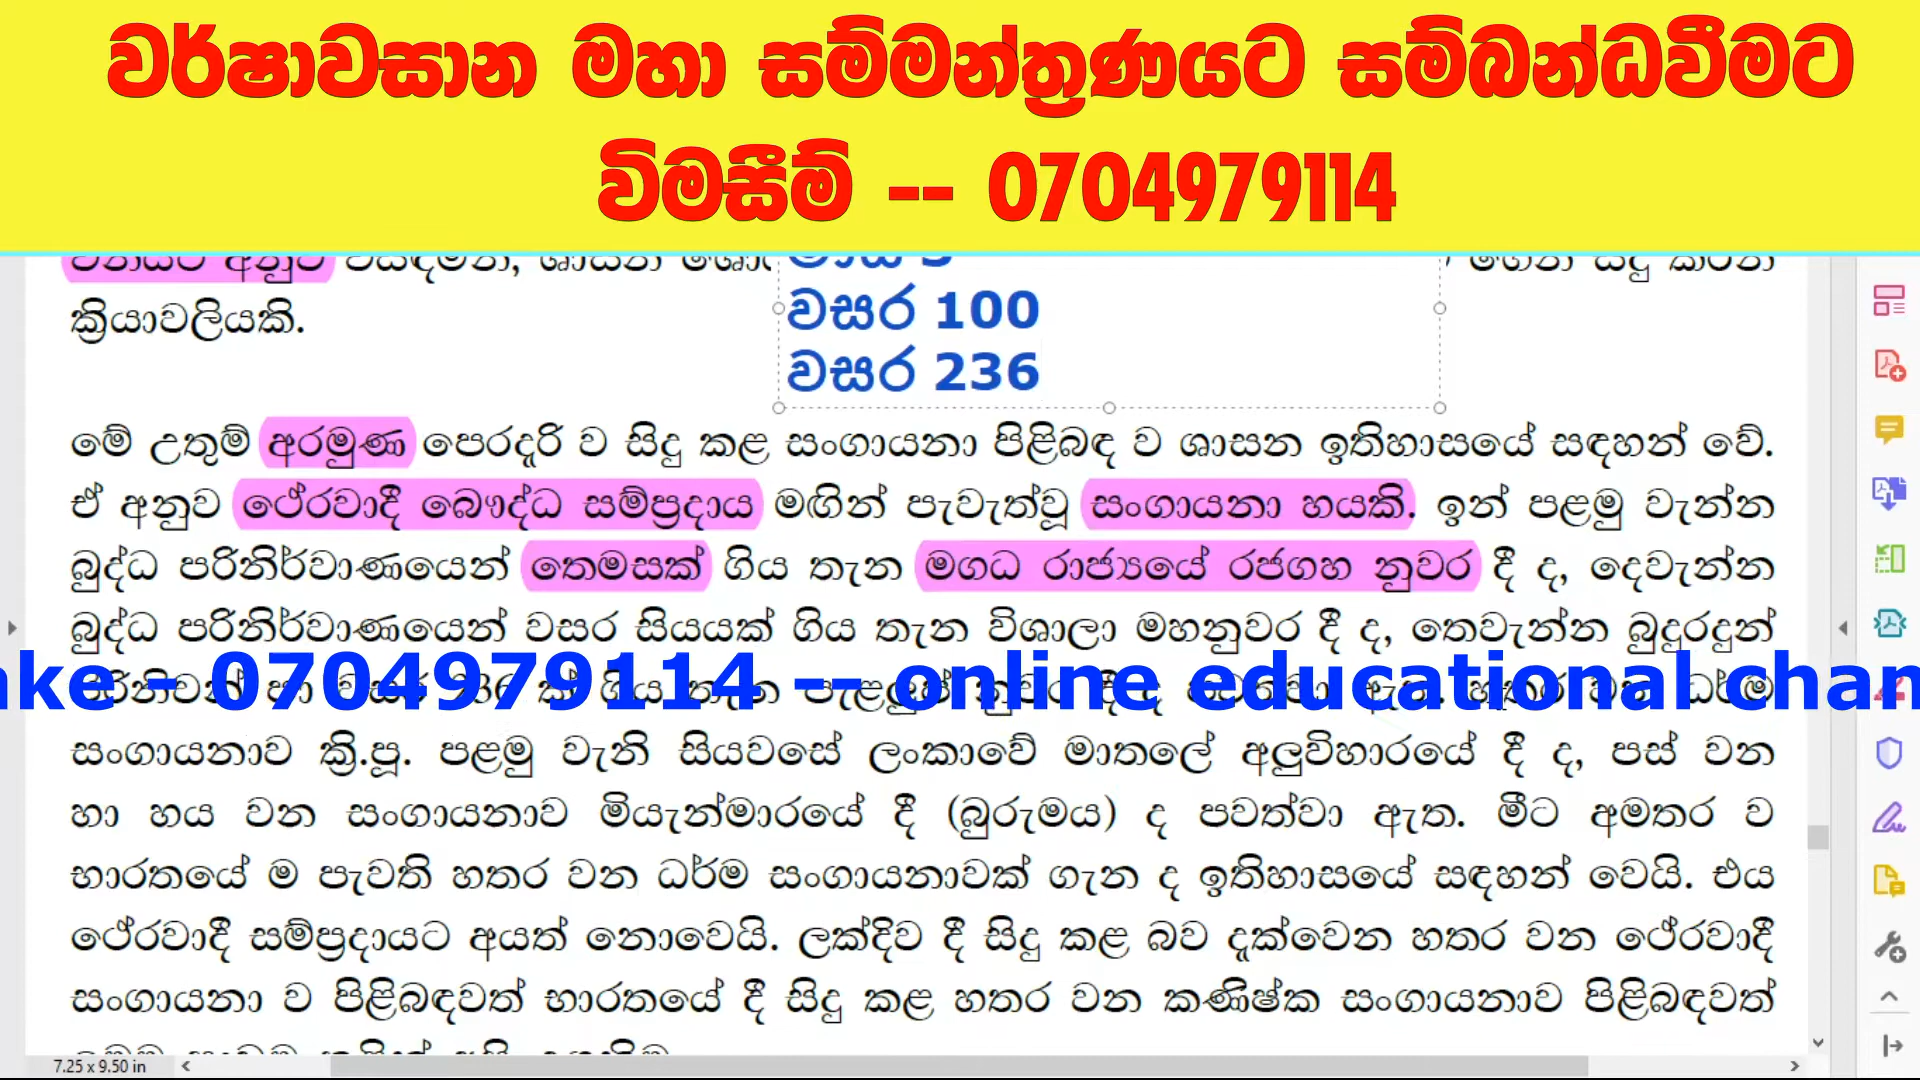 වර්ෂාවසාන මහා සම්මන්ත්‍රණයට සම්බන්ධවීමට
විමසීම් -- 0704979114
වසර 100
ක්‍රියාවලියකි.
වසර 236
මේ උතුම් අරමුණ පෙරදැරි ව සිදු කළ සංගායනා පිළිබඳ ව ශාසන ඉතිහාසයේ සඳහන් වේ.
ඒ අනුව ථේරවාදී බෞද්ධ සම්ප්‍රදාය මගින් පැවැත්වූ සංගායනා හයකි. ඉන් පළමු වැන්න
බුද්ධ පරිනිර්වාණයෙන් තෙමසක් ගිය තැන මගධ රාජ්‍යයේ රජගහ නුවර දී ද, දෙවැන්න
බුද්ධ පරිනිර්වාණයෙන් වසර සියයක් ගිය තැන විශාලා මහනුවර දී ද, තෙවැන්න බුදුරදුන්
ake - 0704979114 -- online educational chan
සංගායනාව ක්‍රි.පූ. පළමු වැනි සියවසේ ලංකාවේ මාතලේ අලුවිහාරයේ දී ද, පස් වන
හා හය වන සංගායනාව මියැන්මාරයේ දී (බුරුමය) ද පවත්වා ඇත. මීට අමතර ව
භාරතයේ ම පැවති හතර වන ධර්ම සංගායනාවක් ගැන ද ඉතිහාසයේ සඳහන් වෙයි. එය
ථේරවාදී සම්ප්‍රදායට අයත් නොවෙයි. ලක්දිව දී සිදු කළ බව දැක්වෙන හතර වන ථේරවාදී
සංගායනා ව පිළිබඳවත් භාරතයේ දී සිදු කළ හතර වන කණිෂ්ක සංගායනාව පිළිබඳවත්
7.25 x 9.50 in